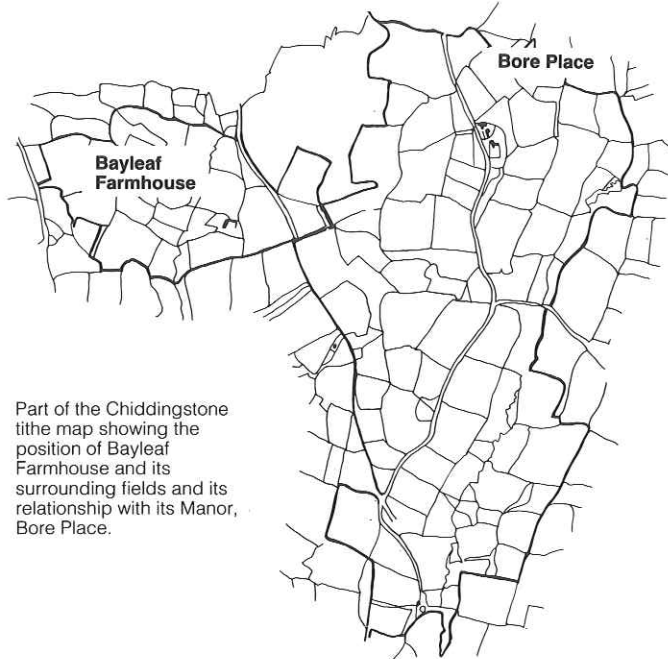 Bore Place
Bayleaf
Farmhouse
Part of the Chiddingstone
tithe map showing the
position of Bayleaf
Farmhouse and its
surrounding fields and its
relationship with its Manor,
Bore Place.